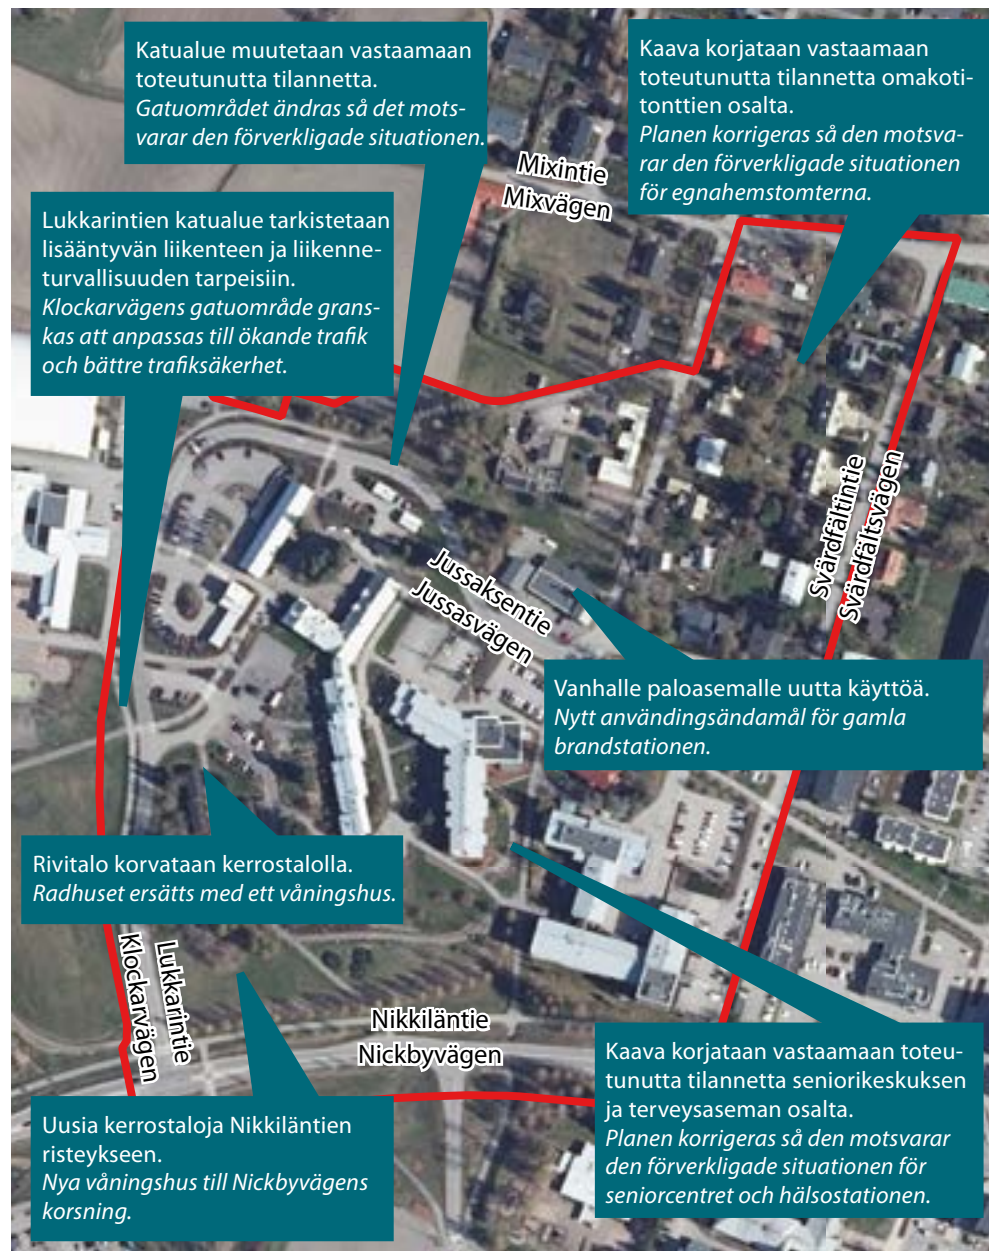 Katualue muutetaan vastaamaan
toteutunutta tilannetta.
Gatuområdet ändras så det mots-
varar den förverkligade situationen.
Kaava korjataan vastaamaan
toteutunutta tilannetta omakoti-
tonttien osalta.
Planen korrigeras så den motsva-
rar den förverkligade situationen
för egnahemstomterna.
Mixintie
Mixvägen
Lukkarintien katualue tarkistetaan
lisääntyvän liikenteen ja liikenne-
turvallisuuden tarpeisiin.
Klockarvägens gatuområde grans-
kas att anpassas till ökande trafik
och bättre trafiksäkerhet.
Svärdfältintie
Svärdfältsvägen
Jussaksentie
Jussasvägen
Vanhalle paloasemalle uutta käyttöä.
Nytt användingsändamål för gamla
brandstationen.
Rivitalo korvataan kerrostalolla.
Radhuset ersätts med ett våningshus.
Lukkarintie
Klockarvägen
Nikkiläntie
Nickbyvägen
Kaava korjataan vastaamaan toteu-
tunutta tilannetta seniorikeskuksen
ja terveysaseman osalta.
Planen korrigeras så den motsvarar
den förverkligade situationen för
seniorcentret och hälsostationen.
Uusia kerrostaloja Nikkiläntien
risteykseen.
Nya våningshus till Nickbyvägens
korsning.